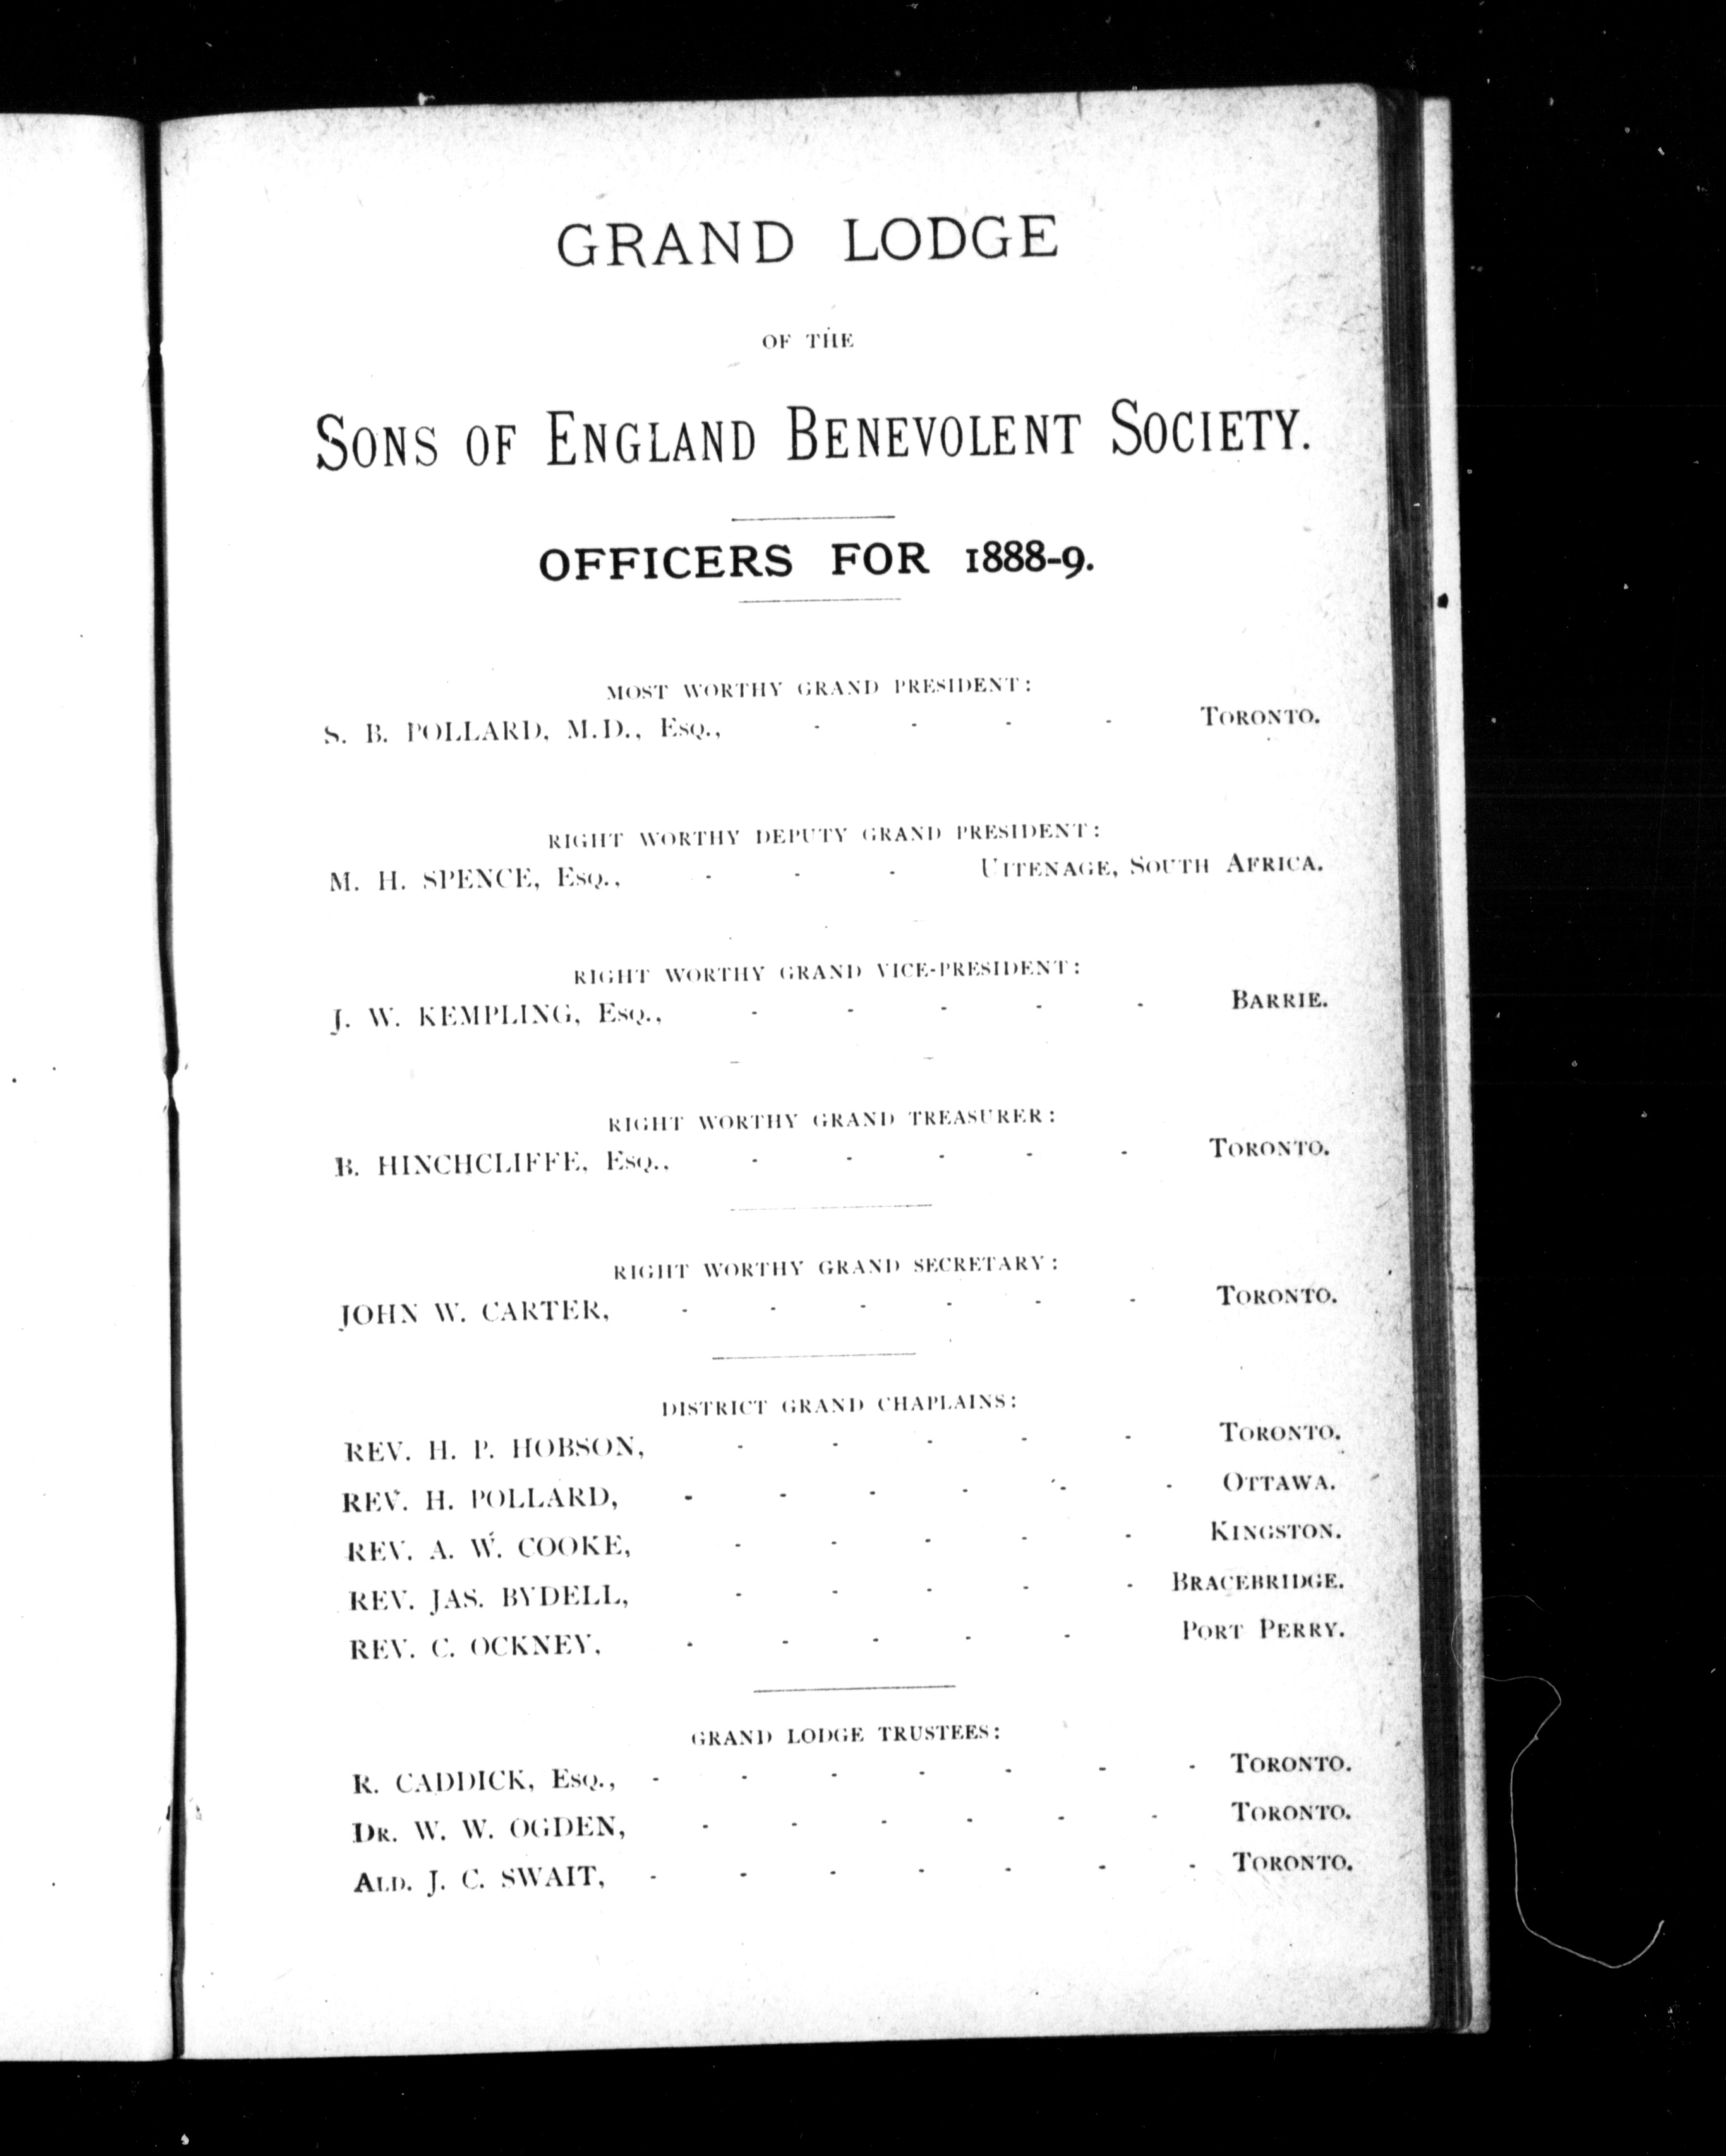 GRAND LODGE
OF THE
SONS OF ENGLAND BENEVOLENT SOCIETY.
OFFICERS FOR 1888-9.
MOST WORTHY GRAND PRESIDENT:
S. B. POLLARD, M.D., ESQ., - - - - TORONTO.
RIGHT WORTHY DEPUTY GRAND PRESIDENT:
M. H. SPENCE, ESQ., - - - UITENAGE, SOUTH AFRICA.
RIGHT WORTHY GRAND VICE-PRESIDENT:
J. W. KEMPLING, ESQ., - - - - - BARRIE.
RIGHT WORTHY GRAND TREASURER:
B. HINCHCLIFFE, ESQ., - - - - - TORONTO.
RIGHT WORTHY GRAND SECRETARY:
JOHN W. CARTER, - - - - - - TORONTO.
DISTRICT GRAND CHAPLAINS:
REV. H. P. HOBSON, - - - - - TORONTO.
REV. H. POLLARD, - - - - - - OTTAWA.
REV. A. W. COOKE, - - - - - KINGSTON.
REV. JAS. BYDELL, - - - - - BRACEBRIDGE.
REV. C. OCKNEY, - - - - - PORT PERRY.
GRAND LODGE TRUSTEES:
R. CADDICK, ESQ., - - - - - - - TORONTO.
DR. W. W. OGDEN, - - - - - - TORONTO.
ALD. J. C. SWAIT, - - - - - - - TORONTO.